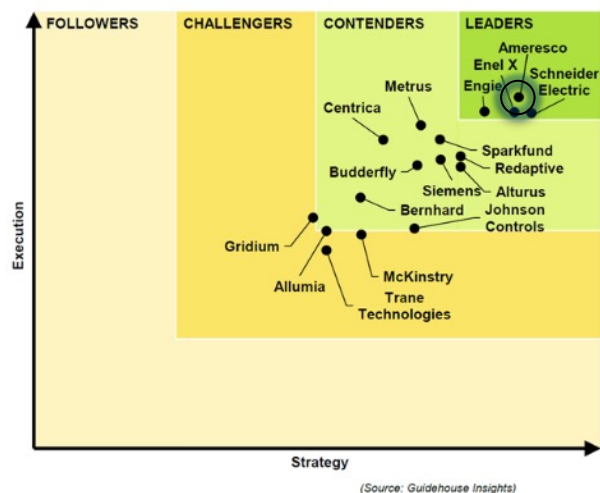 FOLLOWERS CHALLENGERS CONTENDERS LEADERS
Ameresco
Enel X
Schneider
Electric
Engie
Metrus
Centrica
Sparkfund
Redaptive
Budderfly
Siemens
Alturus
Bernhard
Johnson
Controls
Gridium
Allumia
McKinstry
Trane
Technologies
Execution
Strategy
(Source: Guidehouse Insights)